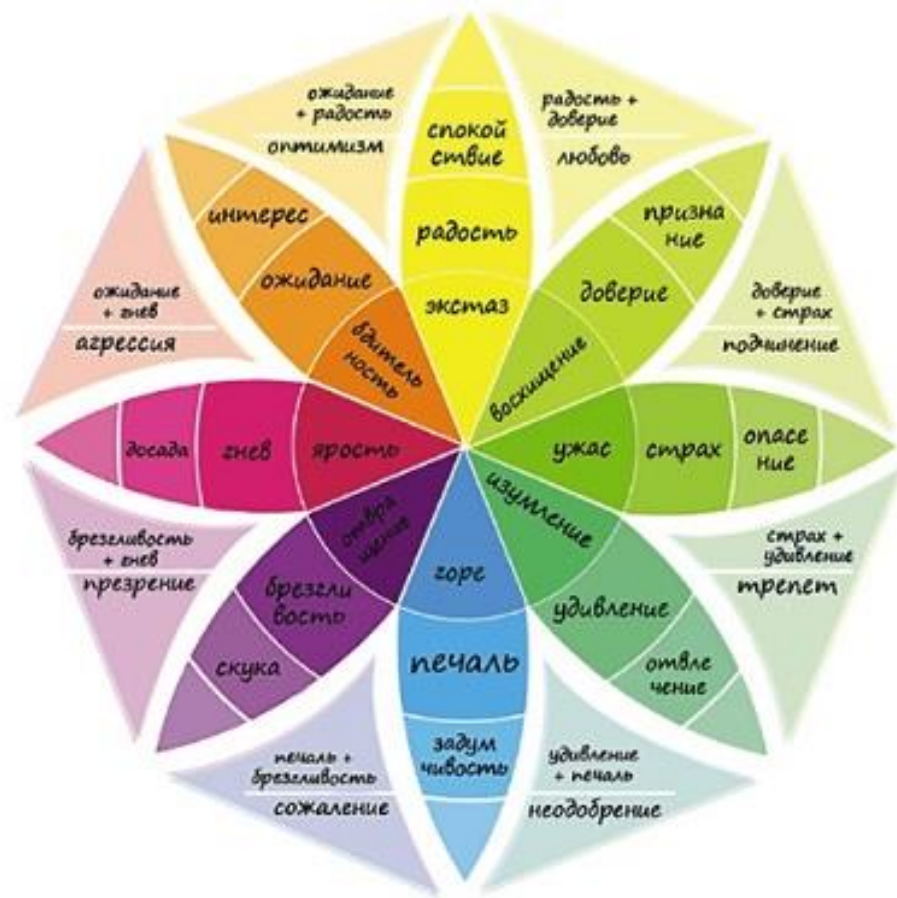 ожидание
+ радость
оптимизм
спокой
ствие
радость
экстаз
радость +
доверие
любовь
призна
ние
доверие
восхищение
доверие
+ страх
подчинение
ужас
страх
опасе
ние
страх +
удивление
трепет
изумление
удивление
отвле
чение
удивление
+ печаль
неодобрение
горе
печаль
задум
чивость
печаль +
брезгливость
сожаление
отвра
щение
брезгли
вость
скука
брезгливость
+ гнев
презрение
ярость
гнев
досада
ожидание
+ гнев
агрессия
интерес
ожидание
бдитель
ность